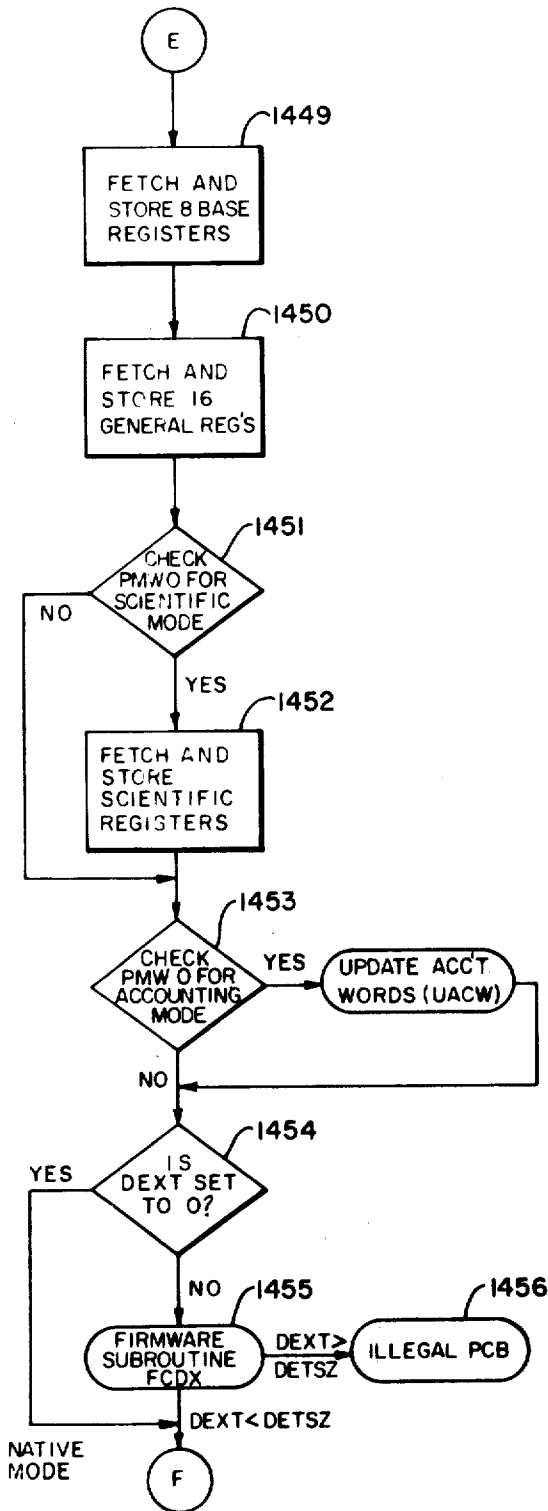 E
1449
FETCH AND
STORE 8 BASE
REGISTERS
1450
FETCH AND
STORE 16
GENERAL REG'S
1451
CHECK
PMWO FOR
SCIENTIFIC
MODE
NO
YES
1452
FETCH AND
STORE
SCIENTIFIC
REGISTERS
1453
CHECK
PMW O FOR
ACCOUNTING
MODE
YES
UPDATE ACC'T
WORDS (UACW)
NO
1454
IS
DEXT SET
TO O?
YES
NO
1455
FIRMWARE
SUBROUTINE
FCDX
DEXT>
DETSZ
1456
ILLEGAL PCB
DEXT<DETSZ
NATIVE
MODE
F